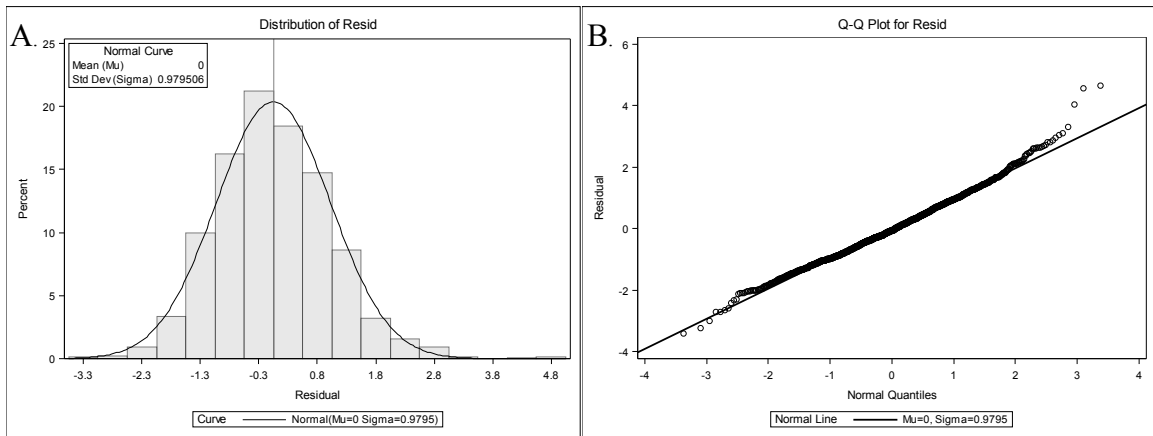 A.
Distribution of Resid
Normal Curve
Mean (Mu) 0
Std Dev (Sigma) 0.979506
25
20
15
10
5
0
Percent
-3.3 -2.3 -1.3 -0.3 0.8 1.8 2.8 3.8 4.8
Residual
Curve Normal(Mu=0 Sigma=0.9795)
B.
Q-Q Plot for Resid
6
4
2
0
-2
-4
Residual
-4 -3 -2 -1 0 1 2 3 4
Normal Quantiles
Normal Line Mu=0, Sigma=0.9795